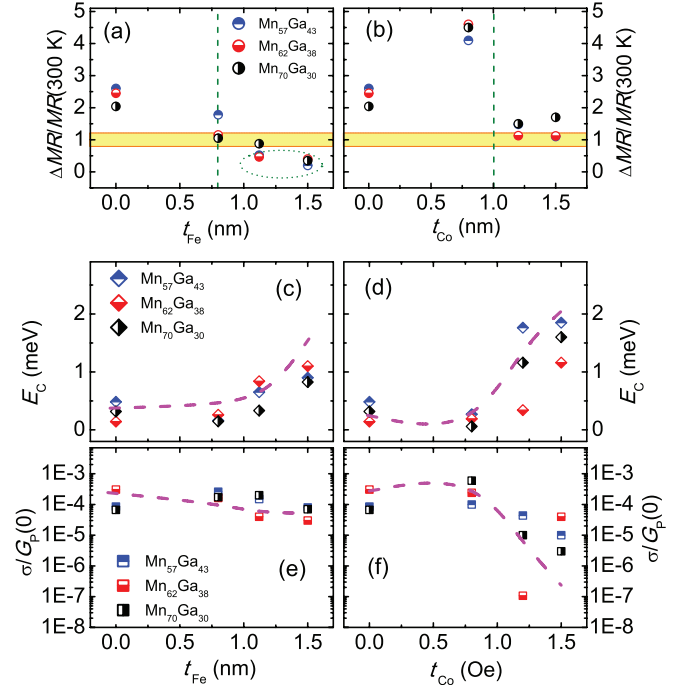 (a)
Mn57Ga43
Mn62Ga38
Mn70Ga30
5
4
3
2
1
0
ΔMR/MR(300 K)
0.0 0.5 1.0 1.5
tFe (nm)
(b)
5
4
3
2
1
0
ΔMR/MR(300 K)
0.0 0.5 1.0 1.5
tCo (nm)
Mn57Ga43
Mn62Ga38
Mn70Ga30
(c)
2
1
0
EC (meV)
(d)
2
1
0
EC (meV)
1E-3
1E-4
1E-5
1E-6
1E-7
1E-8
σ/GP(0)
Mn57Ga43
Mn62Ga38
Mn70Ga30
(e)
0.0 0.5 1.0 1.5
tFe (nm)
(f)
1E-3
1E-4
1E-5
1E-6
1E-7
1E-8
σ/GP(0)
0.0 0.5 1.0 1.5
tCo (Oe)